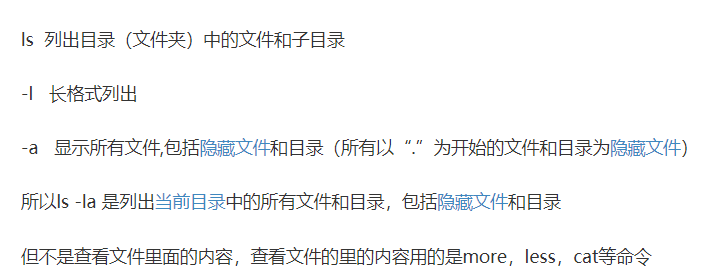 ls  列出目录（文件夹）中的文件和子目录
-l   长格式列出
-a   显示所有文件,包括隐藏文件和目录（所有以“.”为开始的文件和目录为隐藏文件）
所以ls -la 是列出当前目录中的所有文件和目录，包括隐藏文件和目录
但不是查看文件里面的内容，查看文件的里的内容用的是more，less，cat等命令